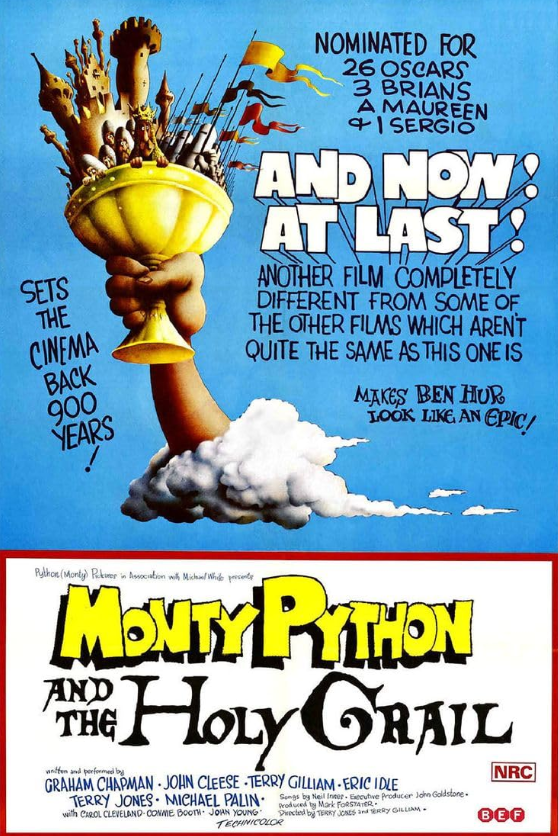 NOMINATED FOR
26 OSCARS
3 BRIANS
A MAUREEN
& 1 SERGIO
AND NOW!
AT LAST!
ANOTHER FILM COMPLETELY
DIFFERENT FROM SOME OF
THE OTHER FILMS WHICH AREN'T
QUITE THE SAME AS THIS ONE IS
SETS
THE
CINEMA
BACK
900
YEARS
!
MAKES BEN HUR
LOOK LIKE AN EPIC!
Python (Monty) Pictures in Association with Michael White presents
MONTY PYTHON
AND THE HOLY GRAIL
written and performed by
GRAHAM CHAPMAN · JOHN CLEESE · TERRY GILLIAM · ERIC IDLE
TERRY JONES · MICHAEL PALIN ·
with CAROL CLEVELAND · CONNIE BOOTH · JOHN YOUNG ·
Songs by Neil Innes · Executive Producer John Goldstone ·
Produced by Mark FORSTATER ·
Directed by TERRY JONES and TERRY GILLIAM ·
TECHNICOLOR
NRC
BEF